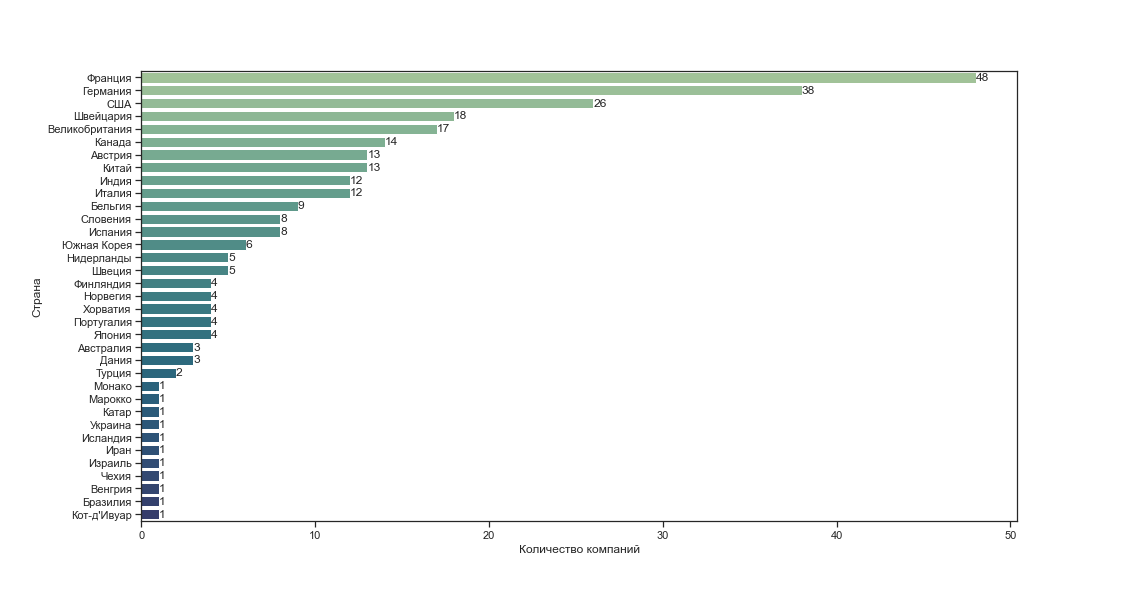 Франция 48
Германия 38
США 26
Швейцария 18
Великобритания 17
Канада 14
Австрия 13
Китай 13
Индия 12
Италия 12
Бельгия 9
Словения 8
Испания 8
Южная Корея 6
Нидерланды 5
Швеция 5
Финляндия 4
Норвегия 4
Хорватия 4
Португалия 4
Япония 4
Австралия 3
Дания 3
Турция 2
Монако 1
Марокко 1
Катар 1
Украина 1
Исландия 1
Иран 1
Израиль 1
Чехия 1
Венгрия 1
Бразилия 1
Кот-д'Ивуар 1
Страна
0 10 20 30 40 50
Количество компаний